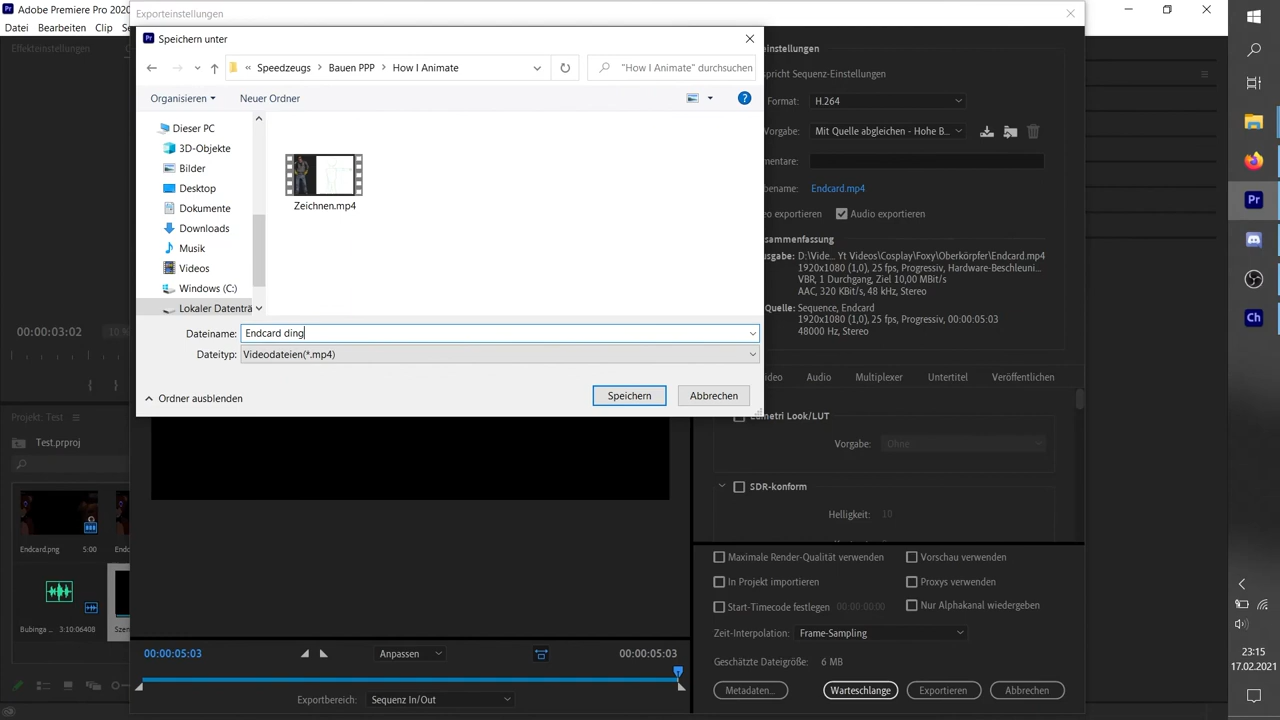 Adobe Premiere Pro 2020
Datei Bearbeiten Clip
Effekteinstellungen
00:00:03:02
Projekt: Test
Test.prproj
Endcard.png 5:00
Bubinga 3:10:06408
Exporteinstellungen
Speichern unter
« Speedzeugs > Bauen PPP > How I Animate
"How I Animate" durchsuchen
Organisieren
Neuer Ordner
Dieser PC
3D-Objekte
Bilder
Desktop
Dokumente
Downloads
Musik
Videos
Windows (C:)
Lokaler Datenträ
Zeichnen.mp4
Dateiname: Endcard ding
Dateityp: Videodateien(*.mp4)
Ordner ausblenden
Speichern
Abbrechen
einstellungen
spricht Sequenz-Einstellungen
Format: H.264
Vorgabe: Mit Quelle abgleichen - Hohe B...
mentare:
bename: Endcard.mp4
eo exportieren
Audio exportieren
sammenfassung
usgabe: D:\Vide... Yt Videos\Cosplay\Foxy\Oberkörper\Endcard.mp4
1920x1080 (1,0), 25 fps, Progressiv, Hardware-Beschleuni...
VBR, 1 Durchgang, Ziel 10,00 MBit/s
AAC, 320 KBit/s, 48 kHz, Stereo
Quelle: Sequence, Endcard
1920x1080 (1,0), 25 fps, Progressiv, 00:00:05:03
48000 Hz, Stereo
ideo Audio Multiplexer Untertitel Veröffentlichen
Lumetri Look/LUT
Vorgabe: Ohne
SDR-konform
Helligkeit: 10
Maximale Render-Qualität verwenden
Vorschau verwenden
In Projekt importieren
Proxys verwenden
Start-Timecode festlegen 00:00:00:00
Nur Alphakanal wiedergeben
Zeit-Interpolation: Frame-Sampling
Geschätzte Dateigröße: 6 MB
Metadaten...
Warteschlange
Exportieren
Abbrechen
00:00:05:03
Anpassen
00:00:05:03
Exportbereich: Sequenz In/Out
Pr
Ch
23:15
17.02.2021